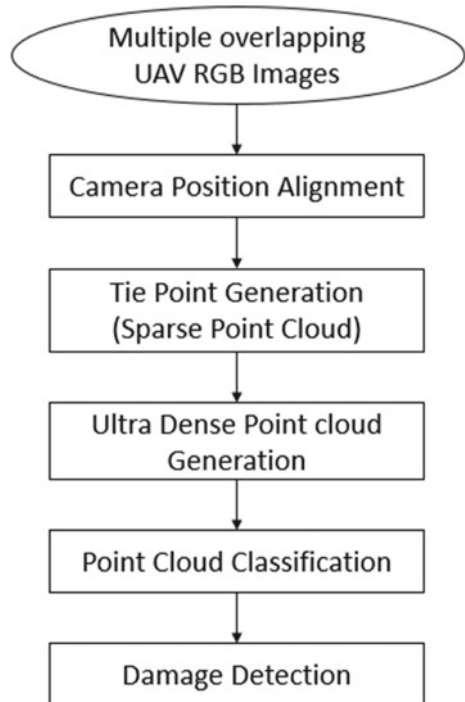 Multiple overlapping
UAV RGB Images
Camera Position Alignment
Tie Point Generation
(Sparse Point Cloud)
Ultra Dense Point cloud
Generation
Point Cloud Classification
Damage Detection